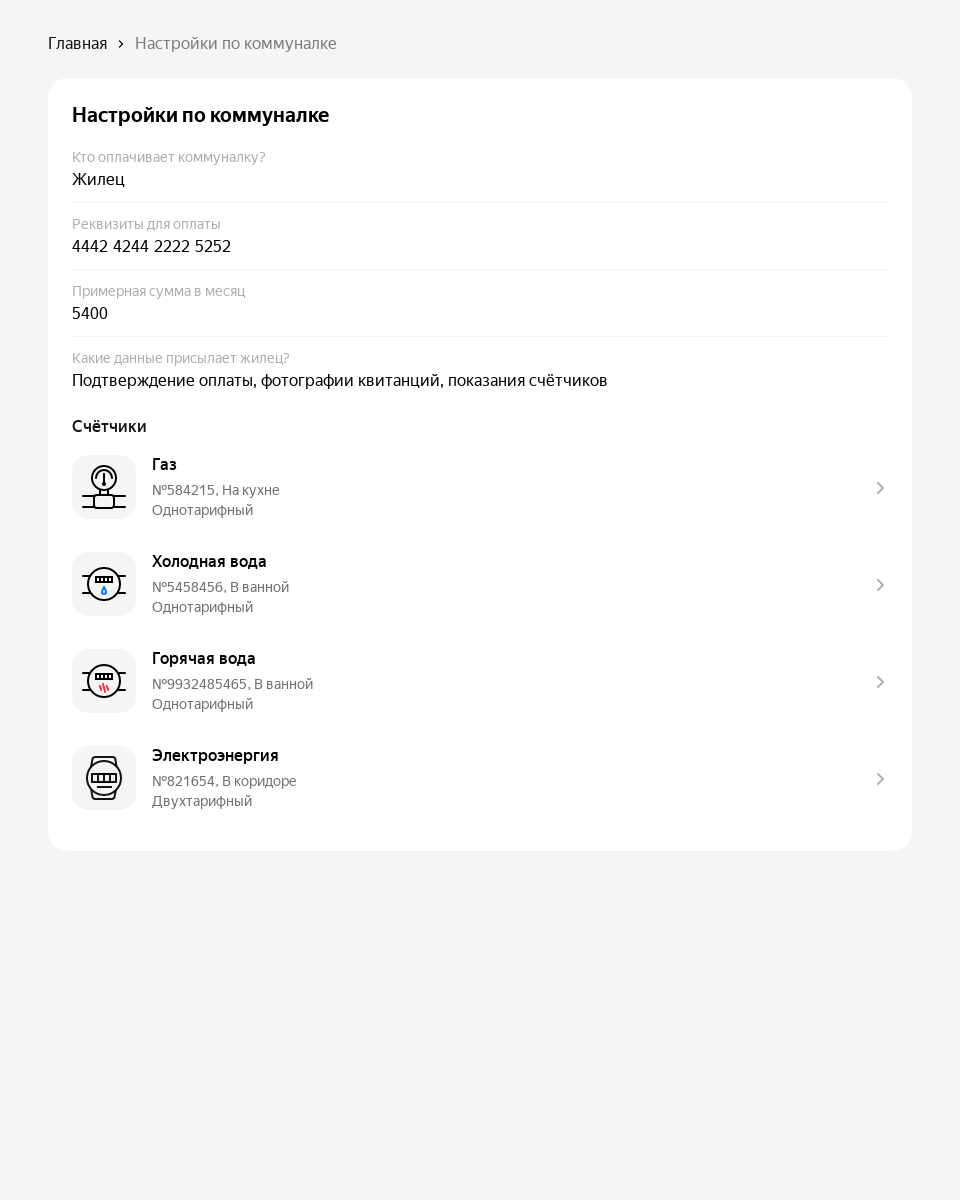 Главная
Настройки по коммуналке
Настройки по коммуналке
Кто оплачивает коммуналку?
Жилец
Реквизиты для оплаты
4442 4244 2222 5252
Примерная сумма в месяц
5400
Какие данные присылает жилец?
Подтверждение оплаты, фотографии квитанций, показания счётчиков
Счётчики
Газ
№584215, На кухне
Однотарифный
Холодная вода
№5458456, В ванной
Однотарифный
Горячая вода
№9932485465, В ванной
Однотарифный
Электроэнергия
№821654, В коридоре
Двухтарифный